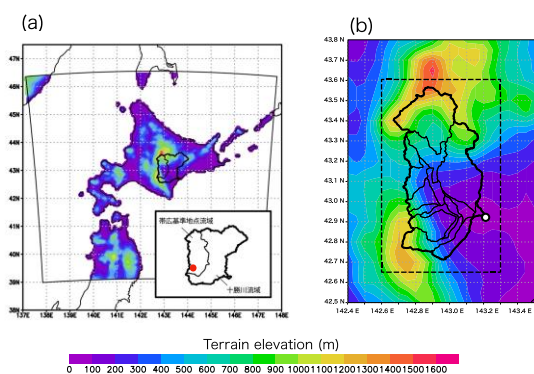 (a)
(b)
47N
46N
45N
44N
43N
42N
41N
40N
39N
38N
137E 138E 139E 140E 141E 142E 143E 144E 145E 146E 147E 148E
帯広基準地点流域
十勝川流域
43.8 N
43.7 N
43.6 N
43.5 N
43.4 N
43.3 N
43.2 N
43.1 N
43 N
42.9 N
42.8 N
42.7 N
42.6 N
42.5 N
142.4 E 142.6 E 142.8 E 143 E 143.2 E 143.4 E
Terrain elevation (m)
0 100 200 300 400 500 600 700 800 900 1000 1100 1200 1300 1400 1500 1600